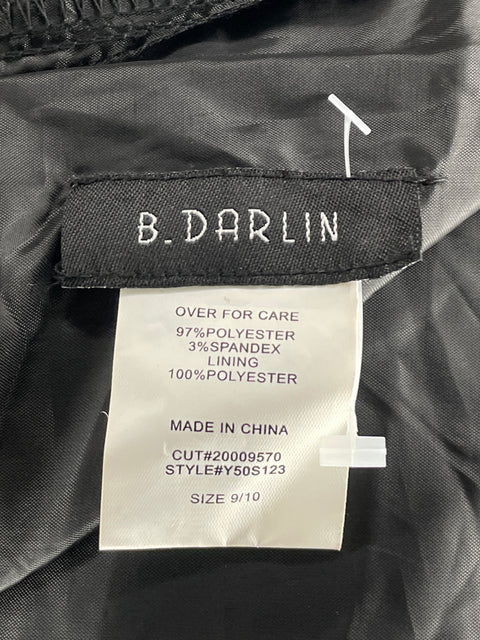 B. DARLIN
OVER FOR CARE
97%POLYESTER
3%SPANDEX
LINING
100%POLYESTER
MADE IN CHINA
CUT#20009570
STYLE#Y50S123
SIZE 9/10